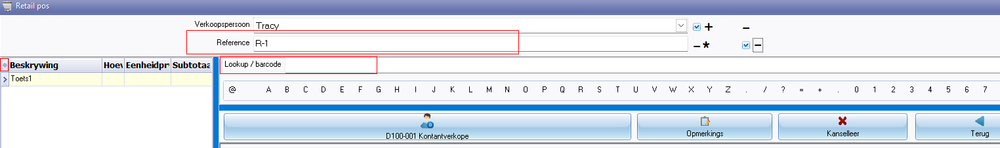 Retail pos
Verkoopspersoon Tracy + −
Reference R-1 −* −
* Beskrywing Hoev Eenheidpry Subtotaa
Lookup / barcode
Toets1
@ A B C D E F G H I J K L M N O P Q R S T U V W X Y Z . / ? = + . 0 1 2 3 4 5 6 7
D100-001 Kontantverkope Opmerkings Kanselleer Terug